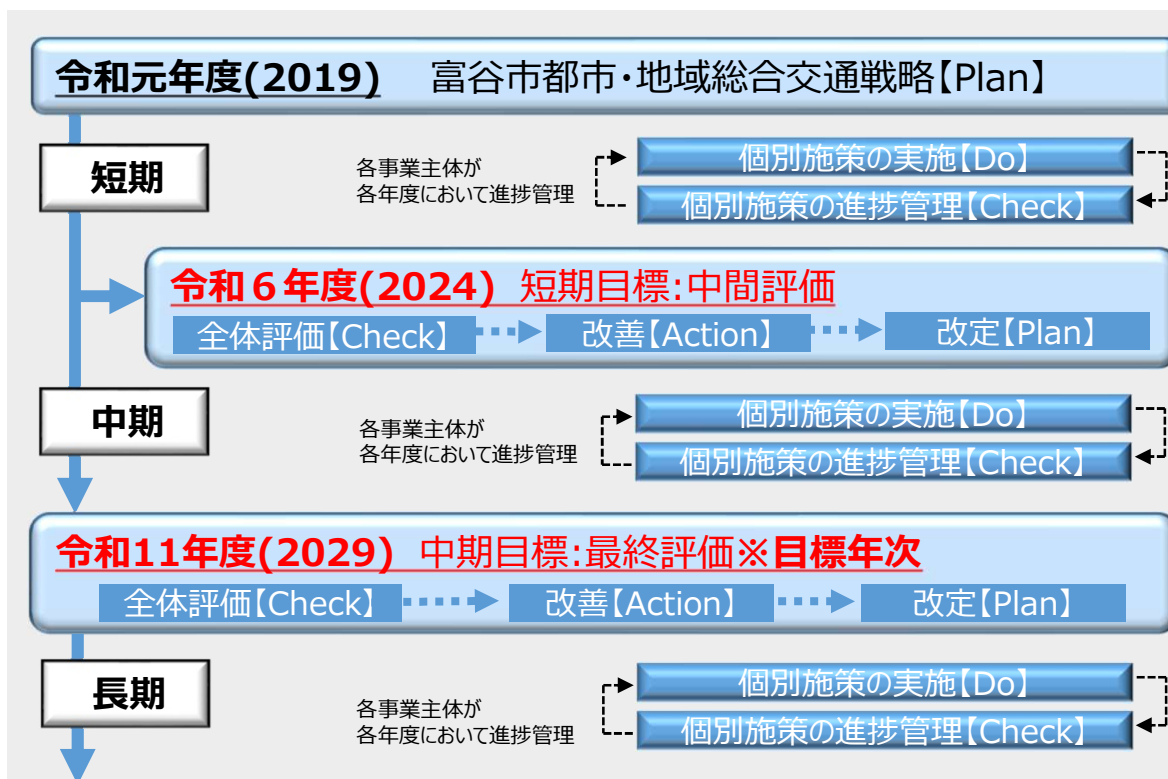 令和元年度(2019) 富谷市都市・地域総合交通戦略【Plan】
短期
各事業主体が
各年度において進捗管理
個別施策の実施【Do】
個別施策の進捗管理【Check】
令和６年度(2024) 短期目標:中間評価
全体評価【Check】 改善【Action】 改定【Plan】
中期
各事業主体が
各年度において進捗管理
個別施策の実施【Do】
個別施策の進捗管理【Check】
令和11年度(2029) 中期目標:最終評価※目標年次
全体評価【Check】 改善【Action】 改定【Plan】
長期
各事業主体が
各年度において進捗管理
個別施策の実施【Do】
個別施策の進捗管理【Check】